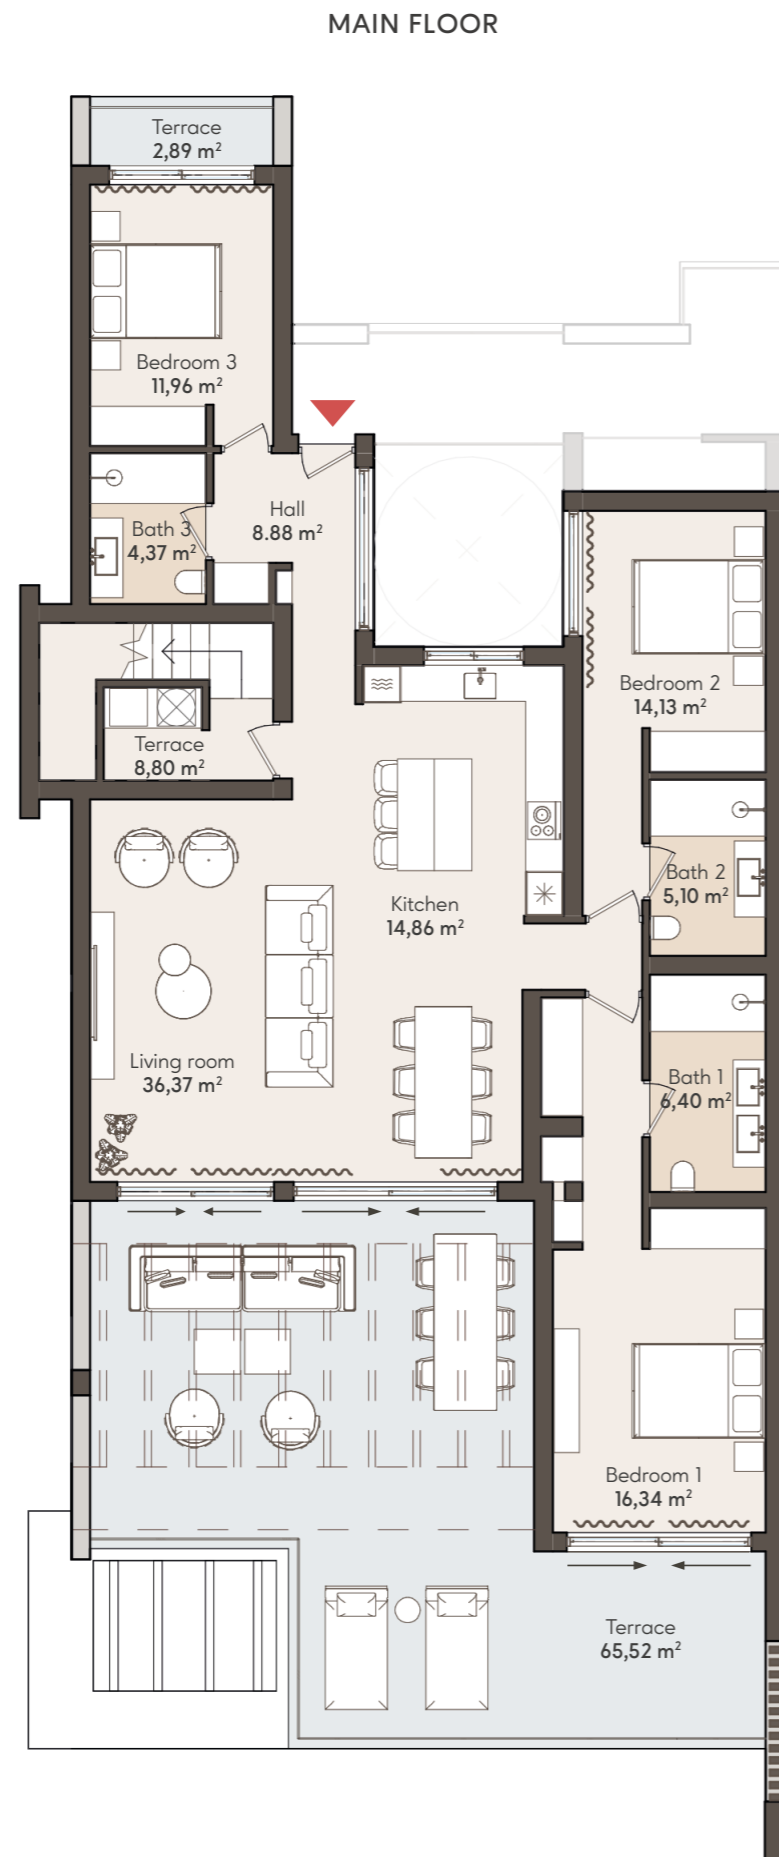 MAIN FLOOR
Terrace
2,89 m²
Bedroom 3
11,96 m²
Hall
8.88 m²
Bath 3
4,37 m²
Bedroom 2
14,13 m²
Terrace
8,80 m²
Bath 2
5,10 m²
Kitchen
14,86 m²
Living room
36,37 m²
Bath 1
6,40 m²
Bedroom 1
16,34 m²
Terrace
65,52 m²